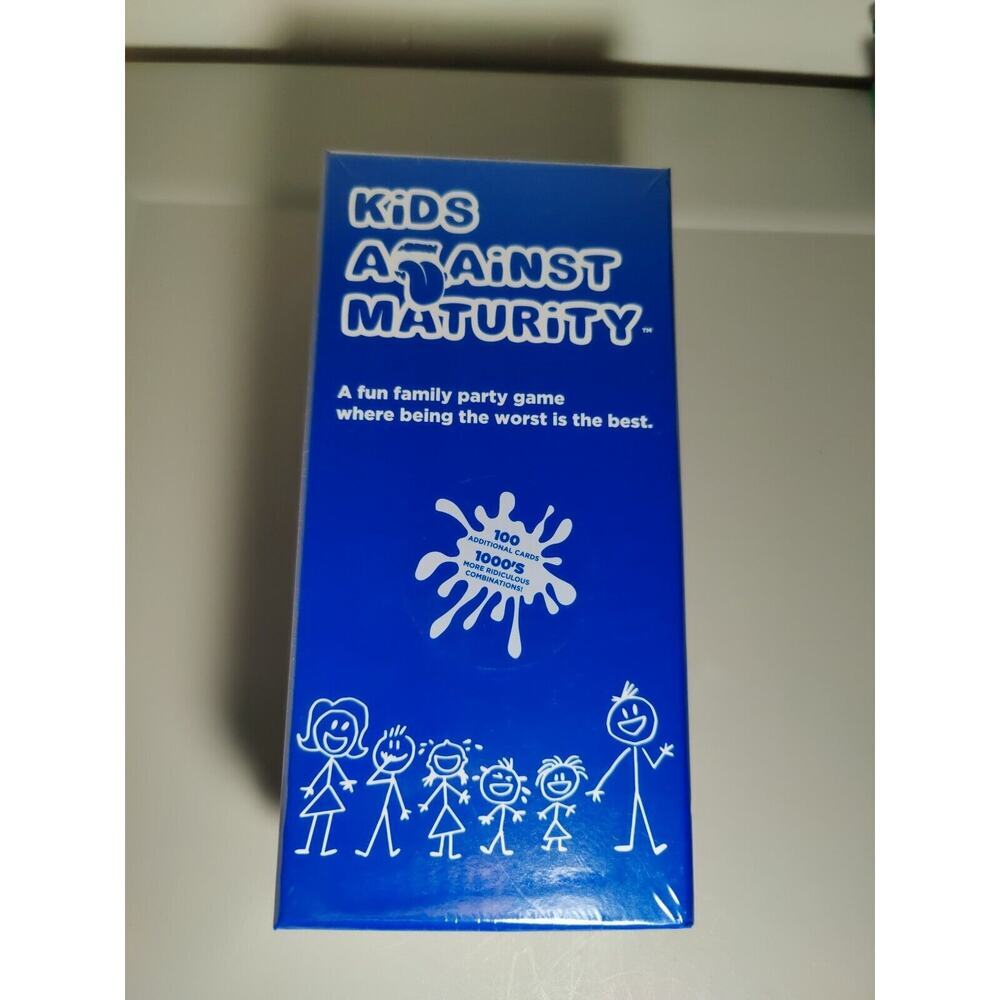 KiDS
AGAiNST
MATURiTY™
A fun family party game
where being the worst is the best.
100
ADDITIONAL CARDS
1000'S
MORE RIDICULOUS
COMBINATIONS!